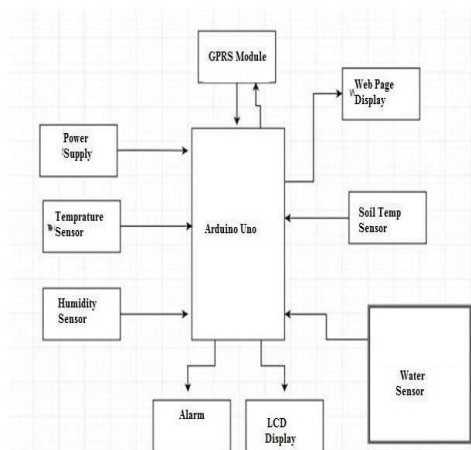 GPRS Module
Web Page
Display
Power
Supply
Temprature
Sensor
Arduino Uno
Soil Temp
Sensor
Humidity
Sensor
Water
Sensor
Alarm
LCD
Display